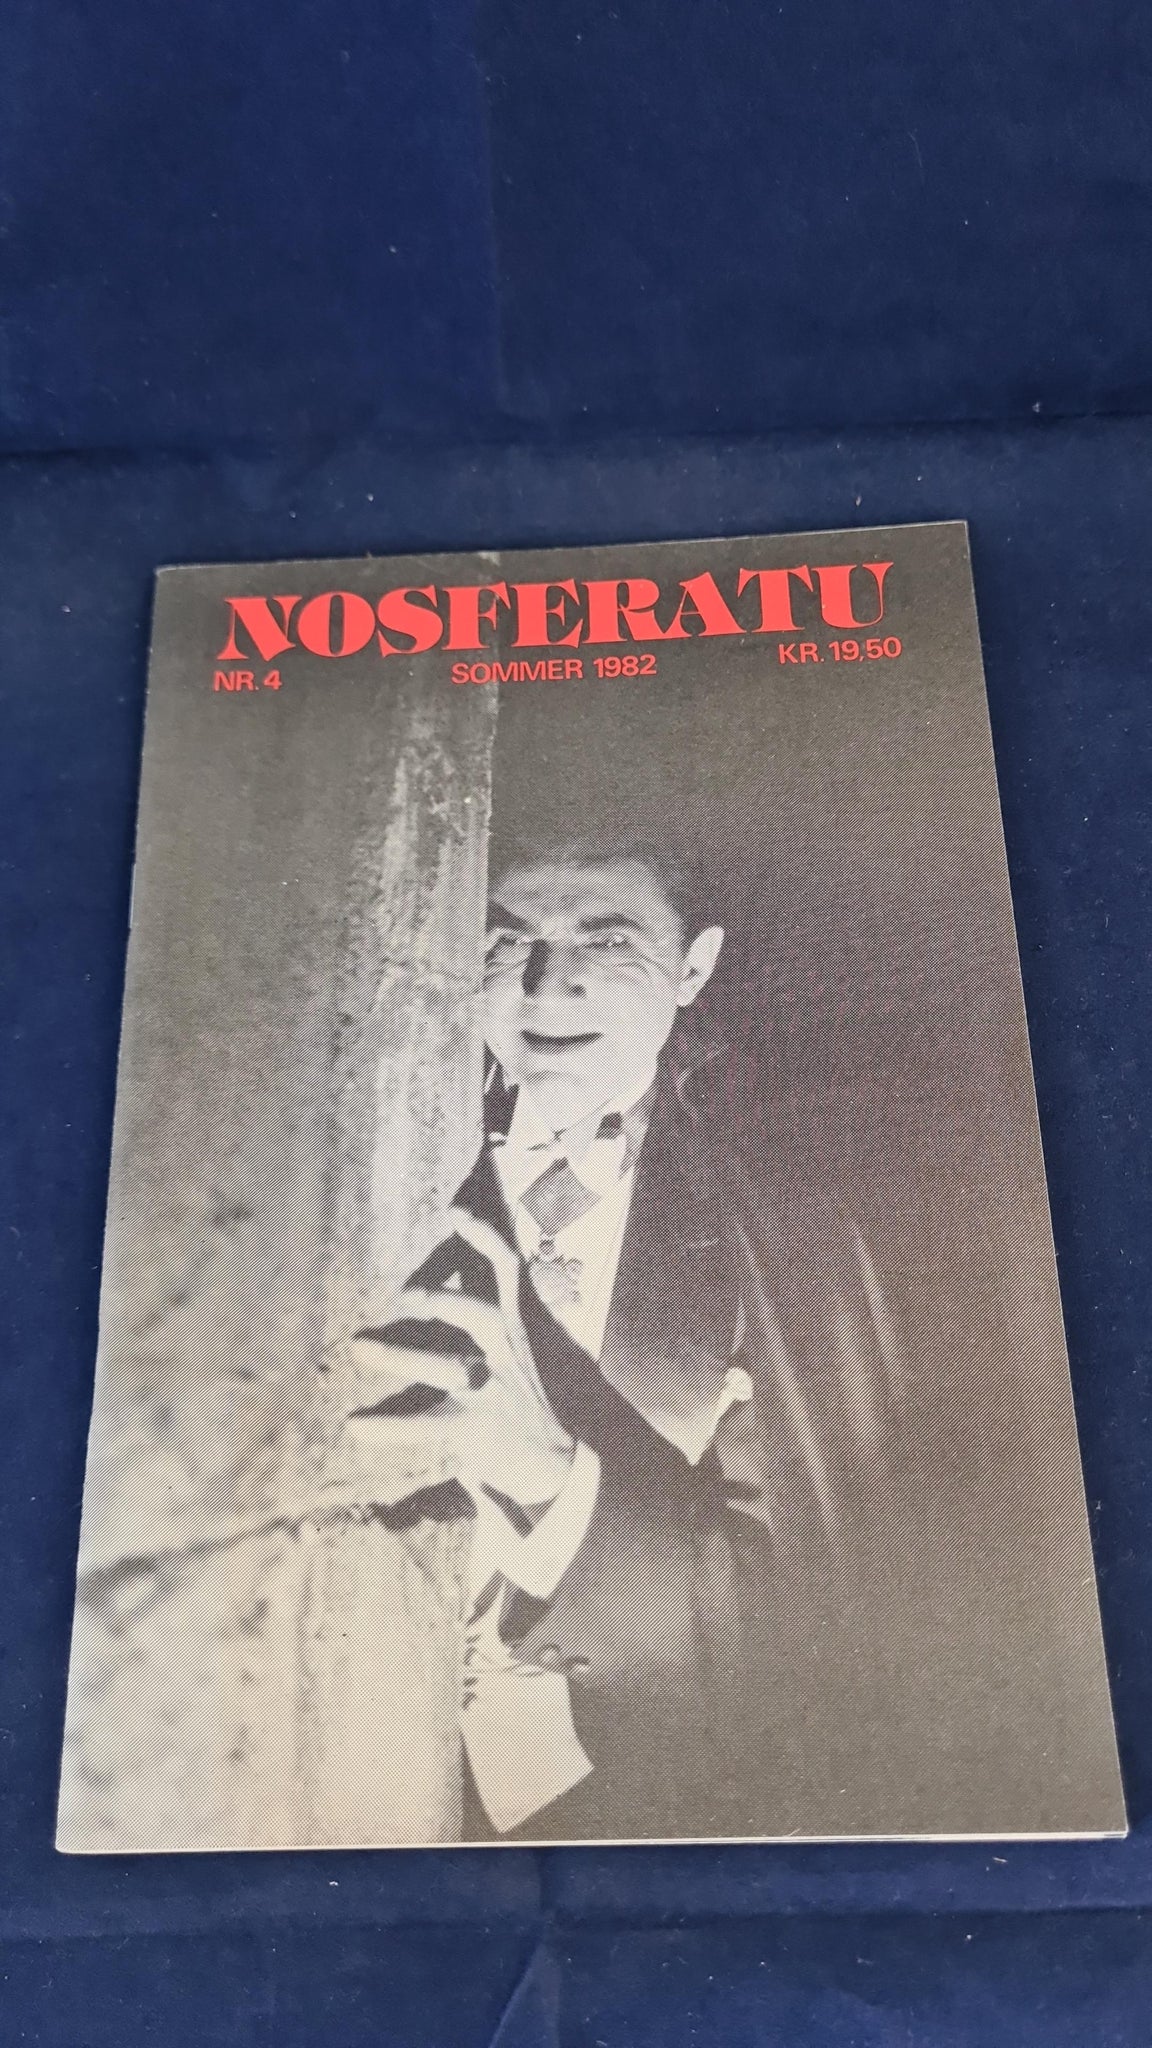 NOSFERATU
NR. 4 SOMMER 1982 KR. 19,50